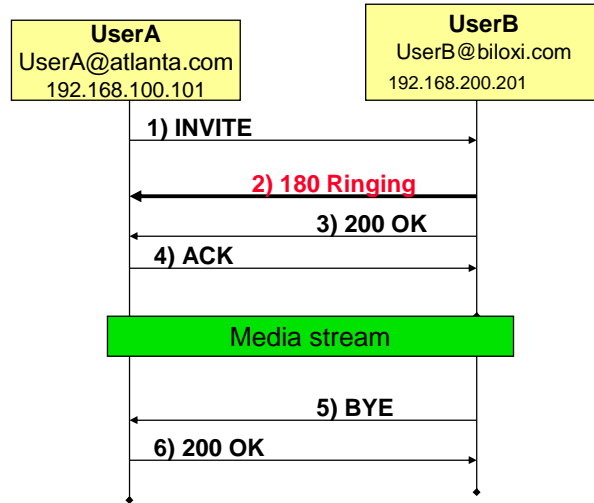 UserA
UserA@atlanta.com
192.168.100.101
UserB
UserB@biloxi.com
192.168.200.201
1) INVITE
2) 180 Ringing
3) 200 OK
4) ACK
Media stream
5) BYE
6) 200 OK